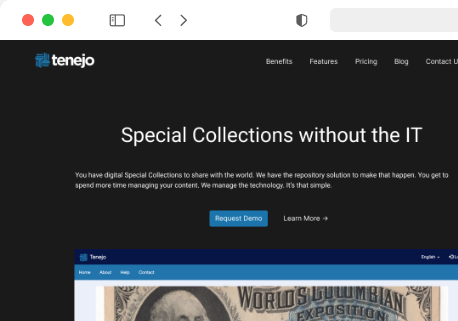 tenejo
Benefits Features Pricing Blog Contact U
Special Collections without the IT
You have digital Special Collections to share with the world. We have the repository solution to make that happen. You get to
spend more time managing your content. We manage the technology. It's that simple.
Request Demo Learn More →
Tenejo English
Home About Help Contact
WORLD'S COLUMBIAN
EXPOSITION